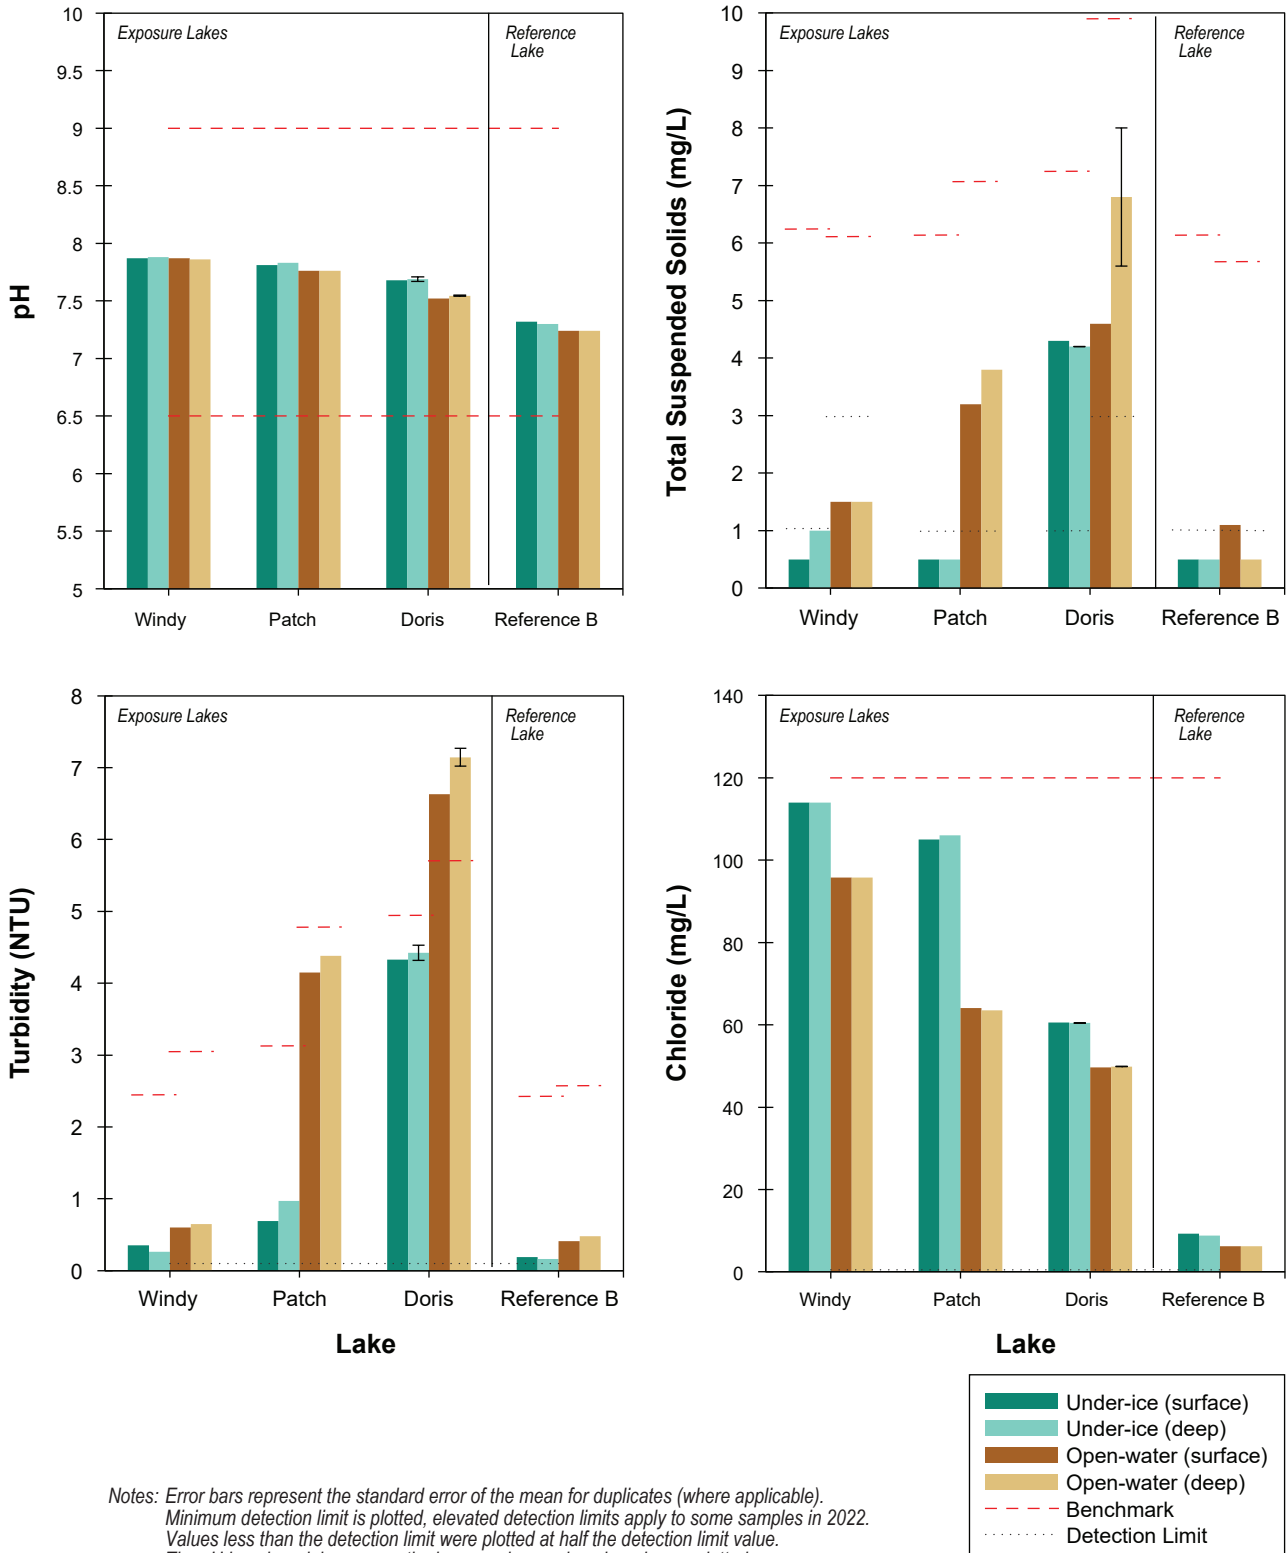 10
9.5
9
8.5
8
7.5
7
6.5
6
5.5
5
pH
Exposure Lakes
Reference
Lake
Windy
Patch
Doris
Reference B
10
9
8
7
6
5
4
3
2
1
0
Total Suspended Solids (mg/L)
Exposure Lakes
Reference
Lake
Windy
Patch
Doris
Reference B
8
7
6
5
4
3
2
1
0
Turbidity (NTU)
Exposure Lakes
Reference
Lake
Windy
Patch
Doris
Reference B
Lake
140
120
100
80
60
40
20
0
Chloride (mg/L)
Exposure Lakes
Reference
Lake
Windy
Patch
Doris
Reference B
Lake
Under-ice (surface)
Under-ice (deep)
Open-water (surface)
Open-water (deep)
Benchmark
Detection Limit
Notes: Error bars represent the standard error of the mean for duplicates (where applicable).
Minimum detection limit is plotted, elevated detection limits apply to some samples in 2022.
Values less than the detection limit were plotted at half the detection limit value.